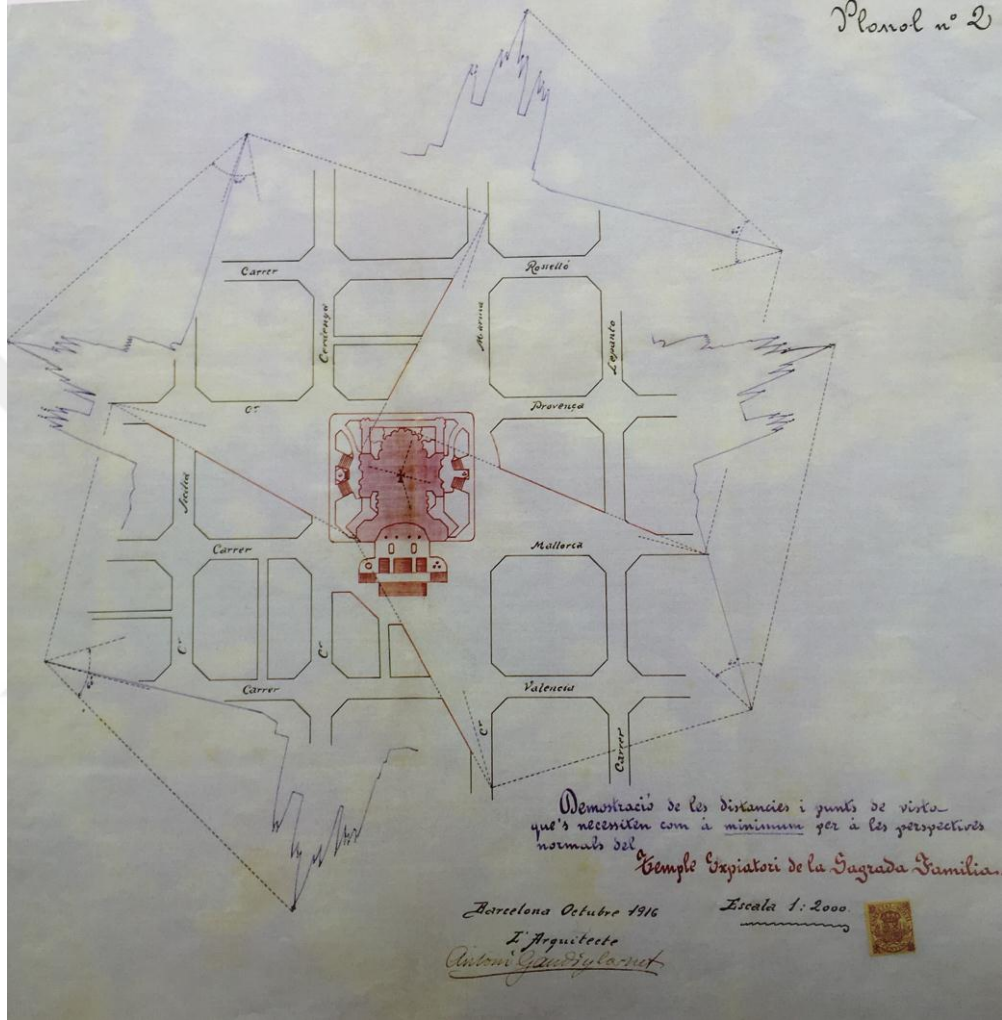 Plànol nº 2
Carrer
Rosselló
Cerdenya
Marina
Lepanto
Cr
Provença
Sicilia
Carrer
Mallorca
Cr
Cr
Carrer
Valencia
Cr
Carrer
Demostració de les distancies i punts de vista
que's necessiten com à minimum per à les perspectives
normals del
Temple Expiatori de la Sagrada Familia.
Barcelona Octubre 1916
Escala 1:2000.
L'Arquitecte
Antoni Gaudí y Cornet